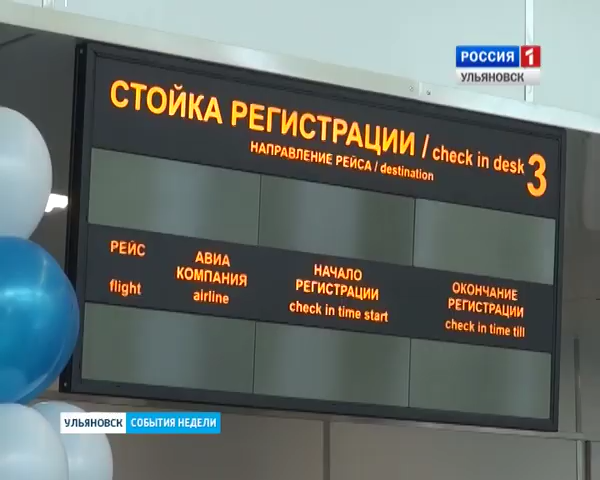 РОССИЯ 1
УЛЬЯНОВСК
СТОЙКА РЕГИСТРАЦИИ / check in desk 3
НАПРАВЛЕНИЕ РЕЙСА / destination
РЕЙС
flight
АВИА
КОМПАНИЯ
airline
НАЧАЛО
РЕГИСТРАЦИИ
check in time start
ОКОНЧАНИЕ
РЕГИСТРАЦИИ
check in time till
УЛЬЯНОВСК СОБЫТИЯ НЕДЕЛИ